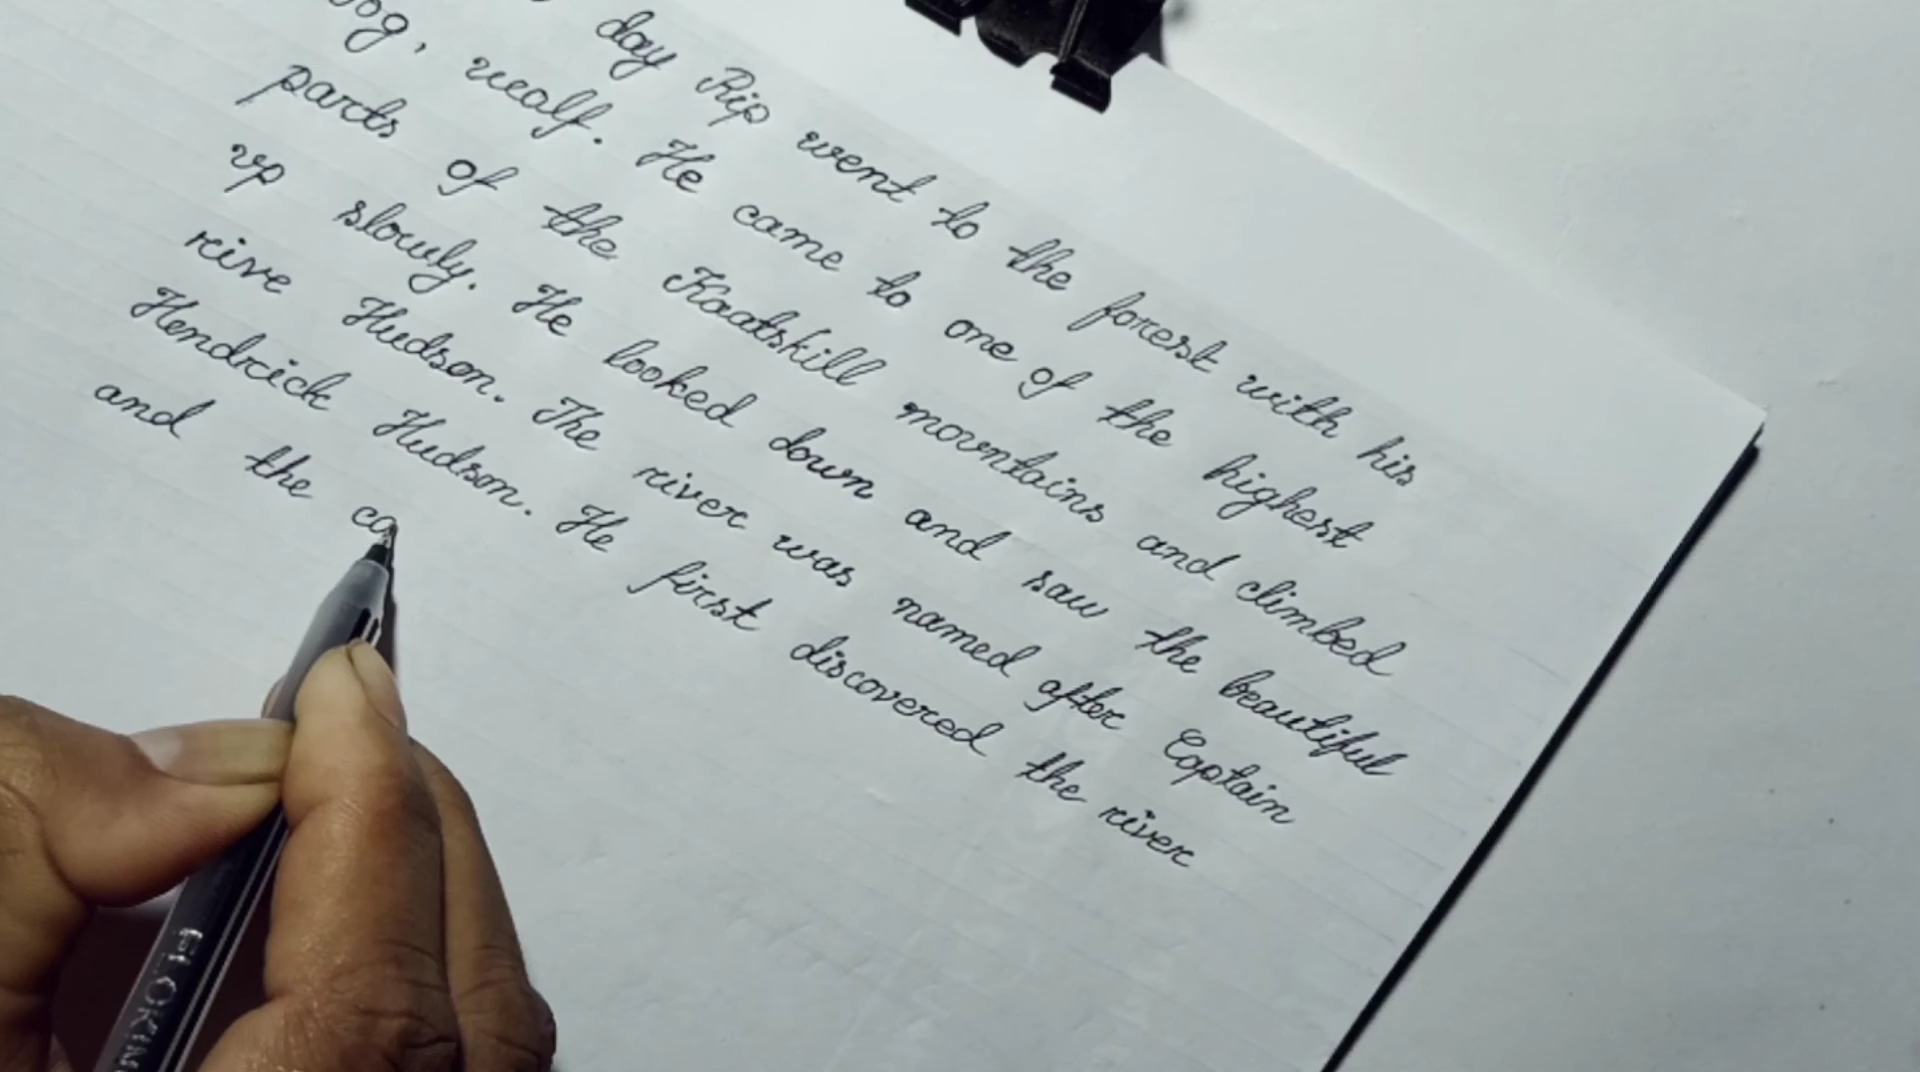 day Rip went to the forest with his
dog, wolf. He came to one of the highest
parts of the Kaatskill mountains and climbed
up slowly. He looked down and saw the beautiful
rive Hudson. The river was named after Captain
Hendrick Hudson. He first discovered the river
and the ca
FLOKIM